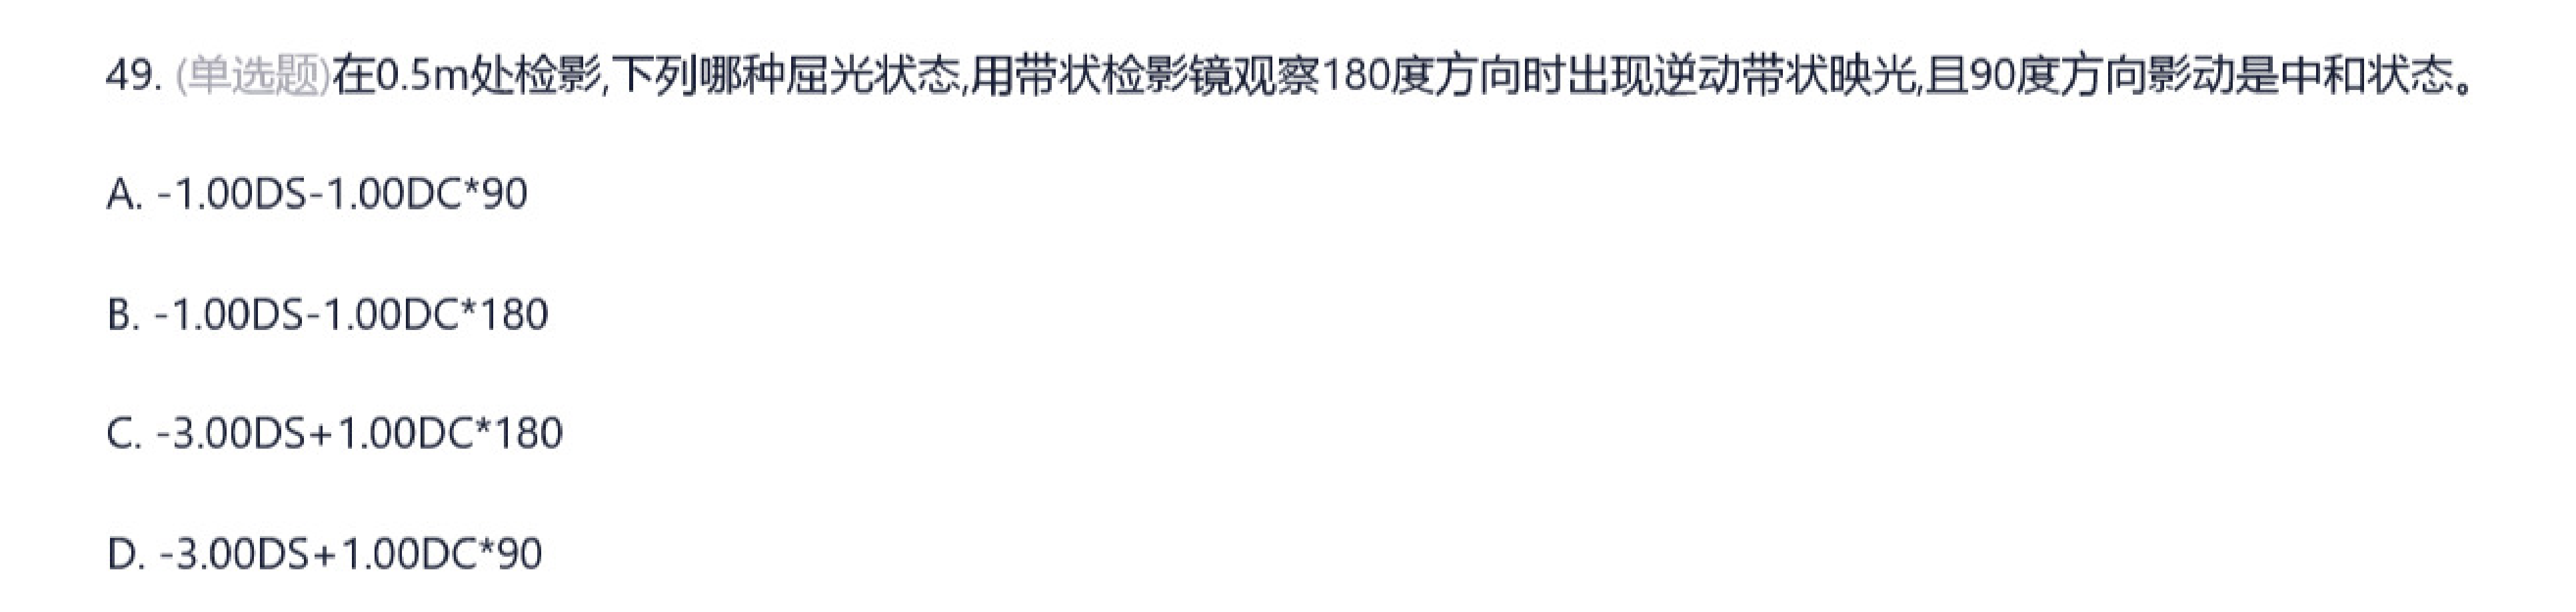 49. (单选题)在0.5m处检影,下列哪种屈光状态,用带状检影镜观察180度方向时出现逆动带状映光,且90度方向影动是中和状态。
A. -1.00DS-1.00DC*90
B. -1.00DS-1.00DC*180
C. -3.00DS+1.00DC*180
D. -3.00DS+1.00DC*90